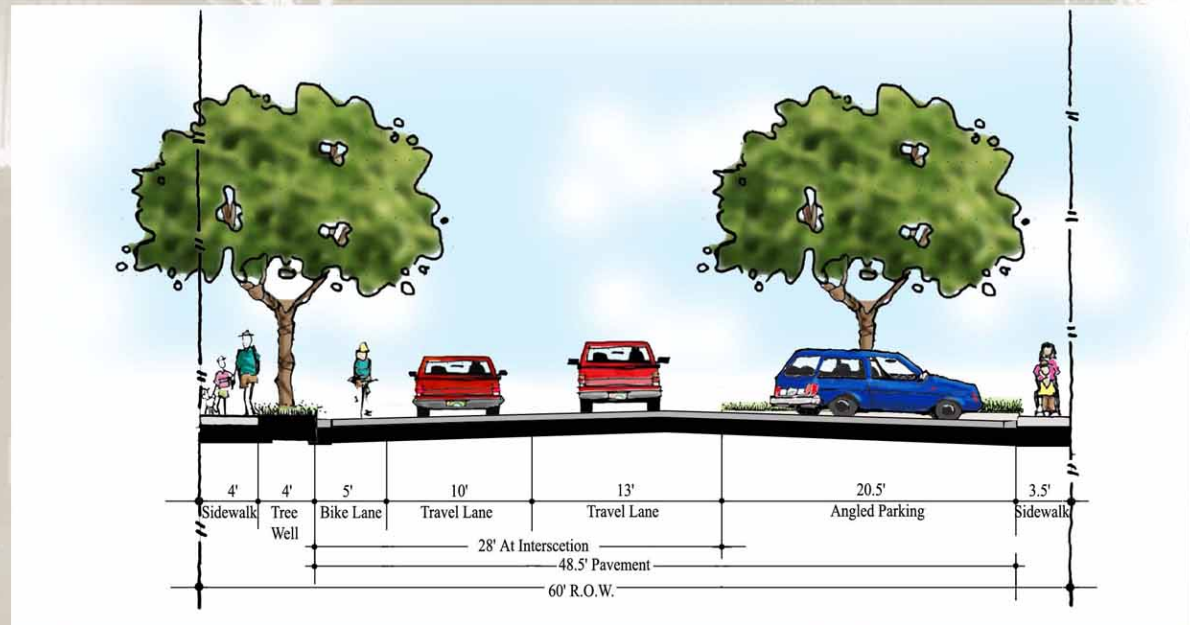 4' 4' 5' 10' 13' 20.5' 3.5'
Sidewalk Tree Bike Lane Travel Lane Travel Lane Angled Parking Sidewalk
Well
28' At Interscetion
48.5' Pavement
60' R.O.W.